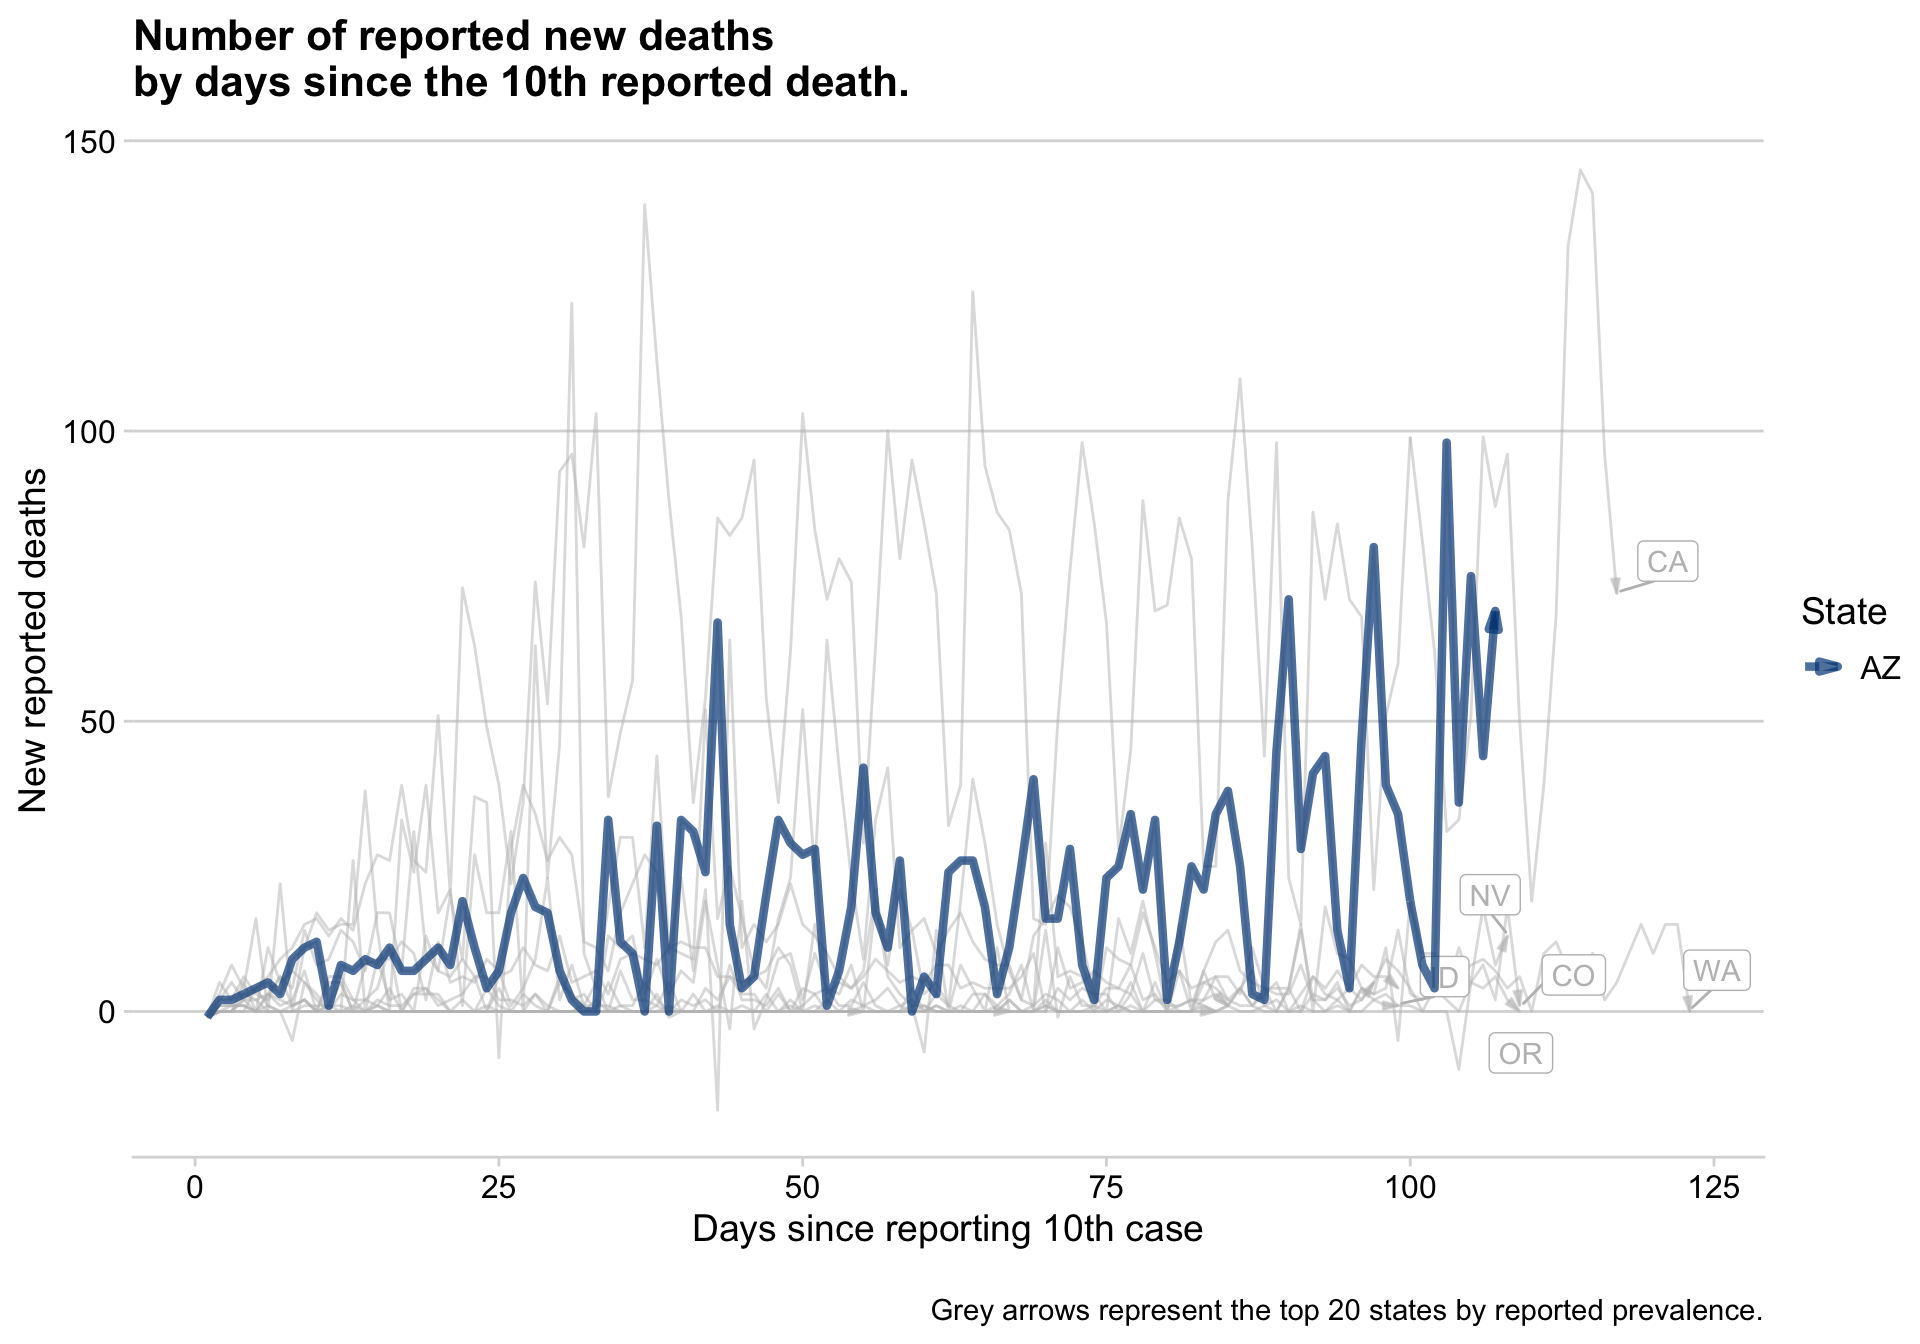 Number of reported new deaths
by days since the 10th reported death.
150
100
50
0
New reported deaths
CA
NV
D
CO
WA
OR
State
AZ
0 25 50 75 100 125
Days since reporting 10th case
Grey arrows represent the top 20 states by reported prevalence.